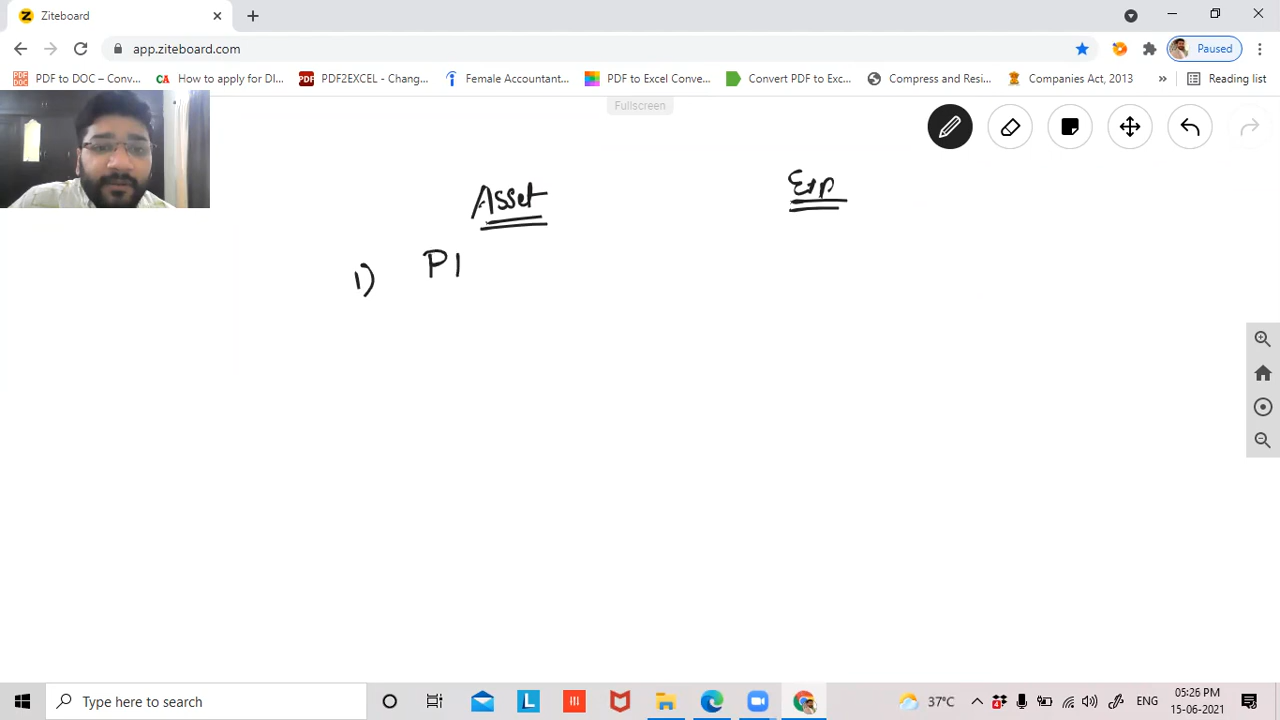 Ziteboard
app.ziteboard.com
Paused
PDF to DOC – Conv...
How to apply for DI...
PDF2EXCEL - Chang...
Female Accountant...
PDF to Excel Conve...
Convert PDF to Exc...
Compress and Resi...
Companies Act, 2013
»
Reading list
Fullscreen
Asset
Exp
1) Pl
Type here to search
37°C
05:26 PM
15-06-2021